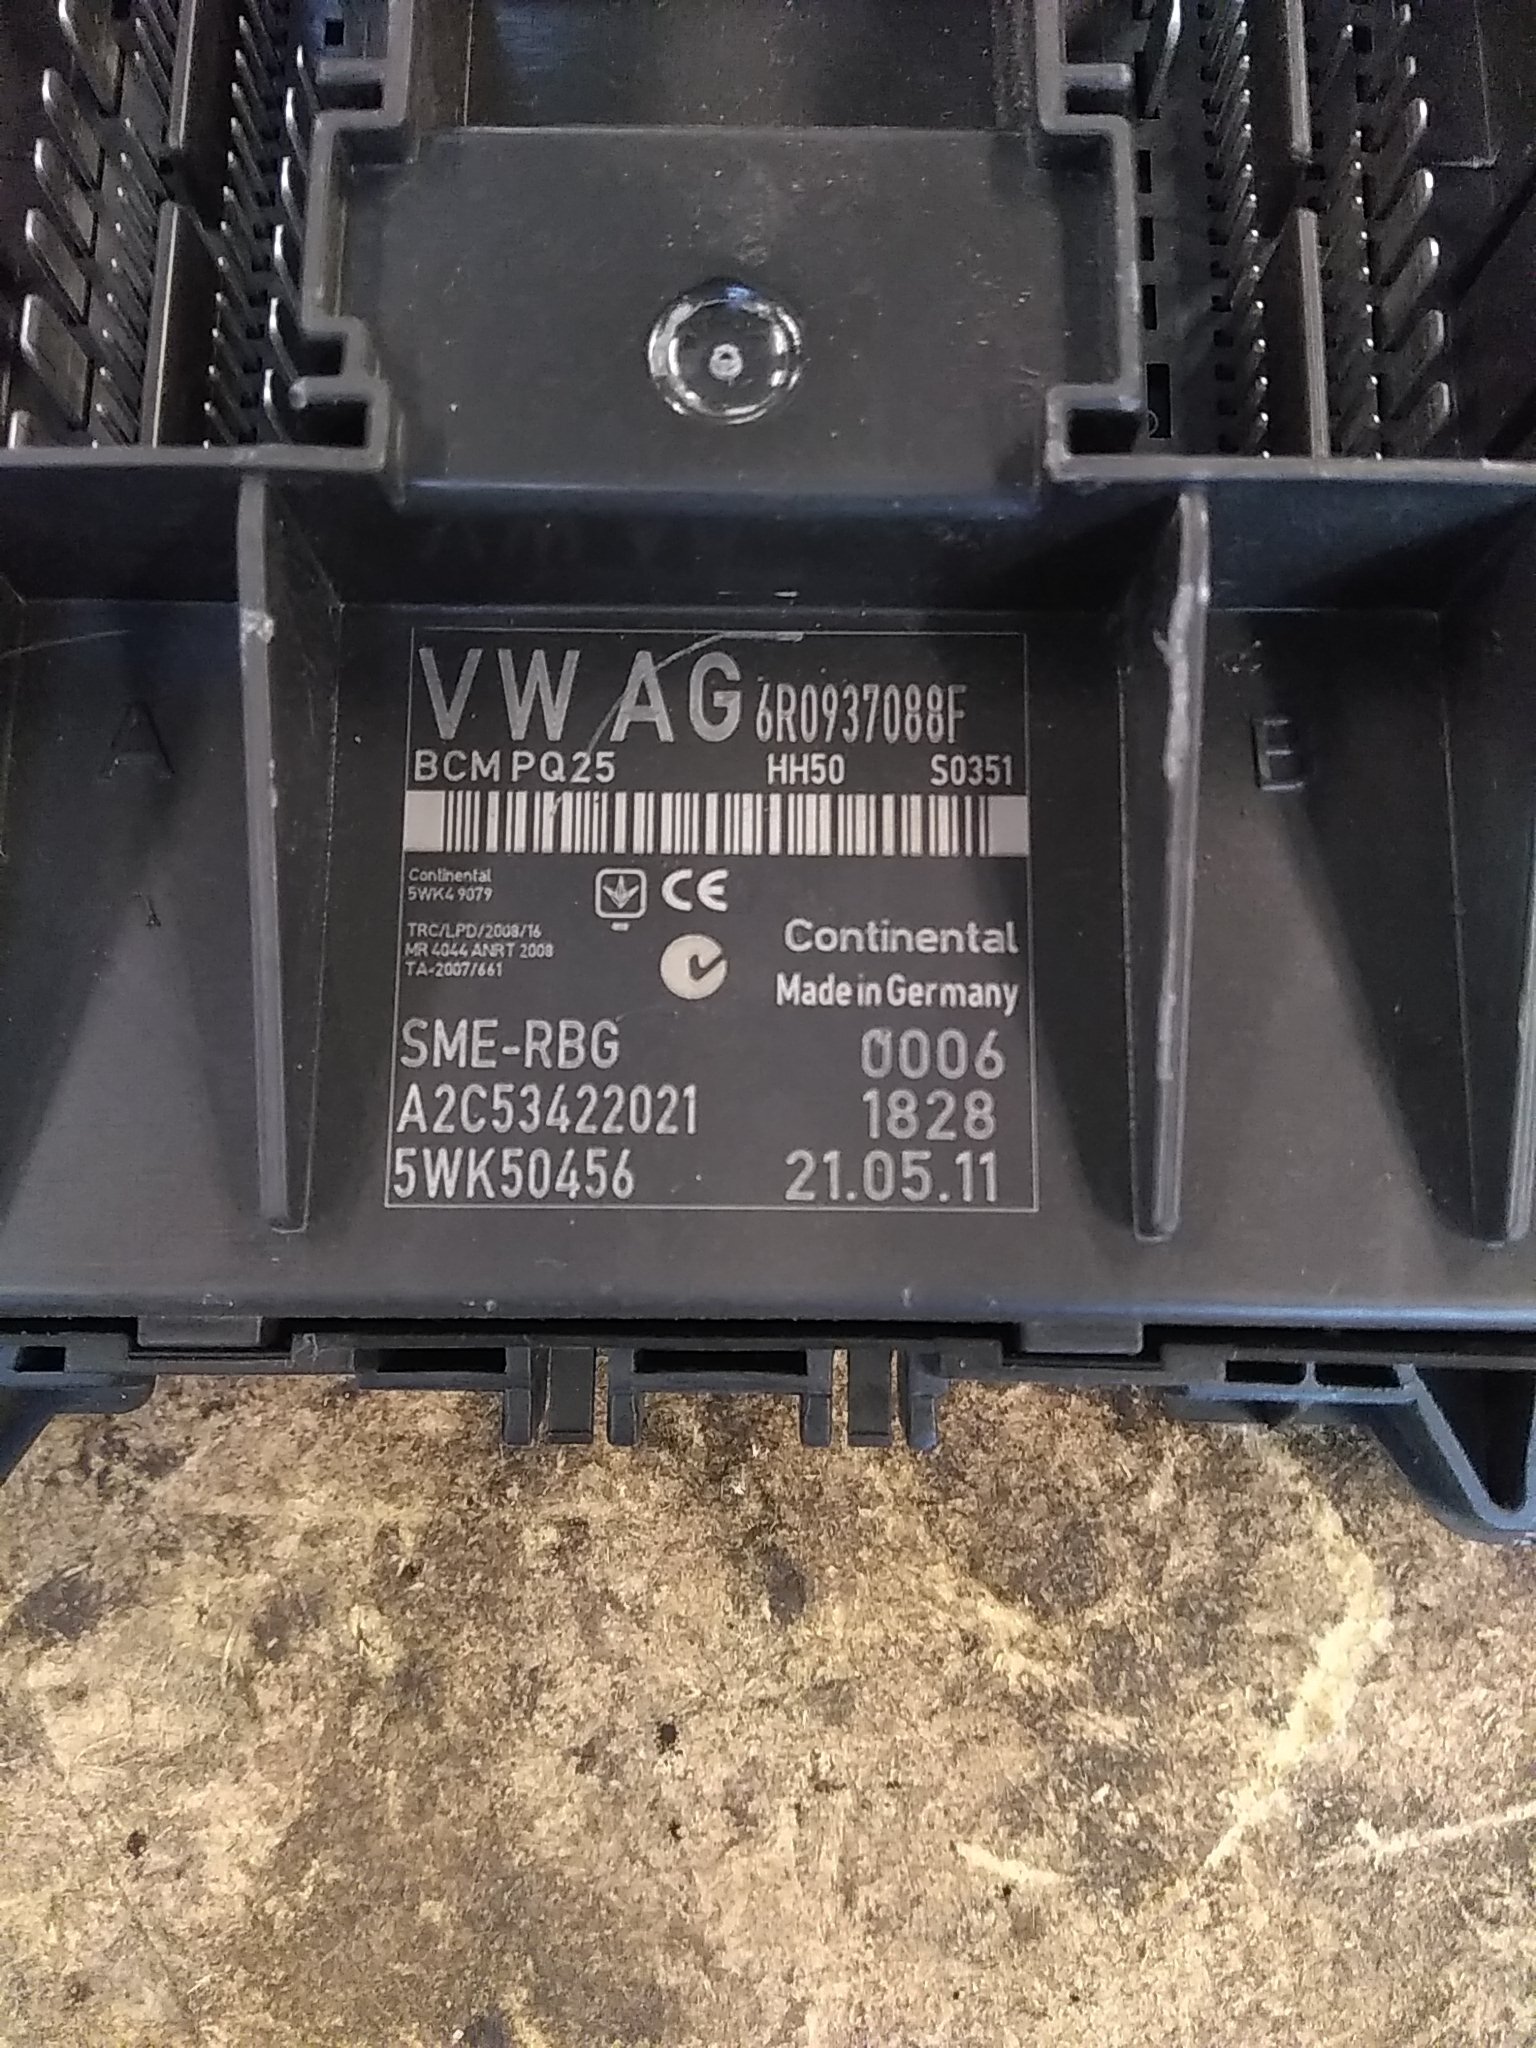 VW AG 6R0937088F
BCM PQ25 HH50 S0351
Continental
5WK4 9079
CE
TRC/LPD/2008/16
MR 4044 ANRT 2008
TA-2007/661
Continental
Made in Germany
SME-RBG 0006
A2C53422021 1828
5WK50456 21.05.11
A
E